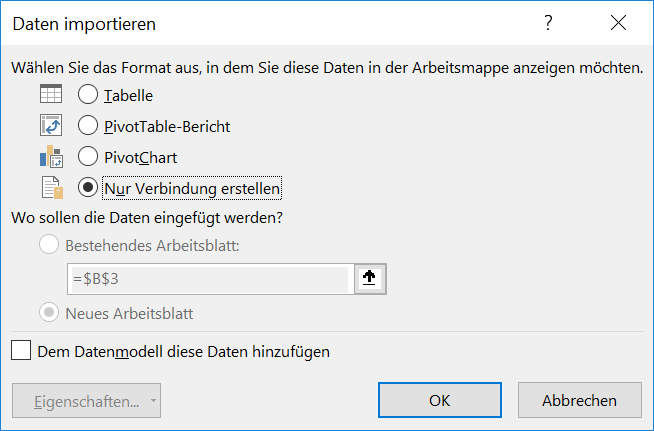 Daten importieren
?
Wählen Sie das Format aus, in dem Sie diese Daten in der Arbeitsmappe anzeigen möchten.
Tabelle
PivotTable-Bericht
PivotChart
Nur Verbindung erstellen
Wo sollen die Daten eingefügt werden?
Bestehendes Arbeitsblatt:
=$B$3
Neues Arbeitsblatt
Dem Datenmodell diese Daten hinzufügen
Eigenschaften... OK Abbrechen